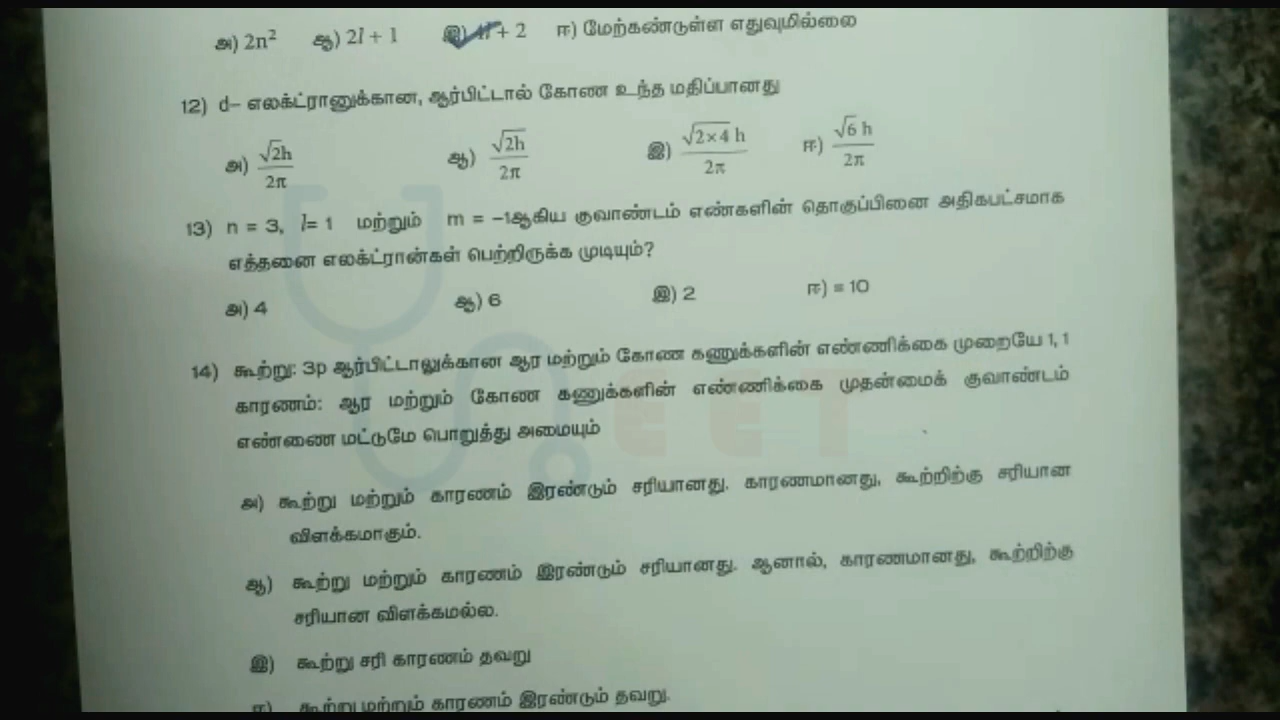 அ) 2n² ஆ) 2l + 1 இ) 4l + 2 ஈ) மேற்கண்டுள்ள எதுவுமில்லை
12) d– எலக்ட்ரானுக்கான, ஆர்பிட்டால் கோண உந்த மதிப்பானது
அ) √2h / 2π ஆ) √2h / 2π இ) √2×4 h / 2π ஈ) √6 h / 2π
13) n = 3, l= 1 மற்றும் m = –1ஆகிய குவாண்டம் எண்களின் தொகுப்பினை அதிகபட்சமாக
எத்தனை எலக்ட்ரான்கள் பெற்றிருக்க முடியும்?
அ) 4 ஆ) 6 இ) 2 ஈ) = 10
14) கூற்று: 3p ஆர்பிட்டாலுக்கான ஆர மற்றும் கோண கணுக்களின் எண்ணிக்கை முறையே 1, 1
காரணம்: ஆர மற்றும் கோண கணுக்களின் எண்ணிக்கை முதன்மைக் குவாண்டம்
எண்ணை மட்டுமே பொறுத்து அமையும்
அ) கூற்று மற்றும் காரணம் இரண்டும் சரியானது. காரணமானது, கூற்றிற்கு சரியான
விளக்கமாகும்.
ஆ) கூற்று மற்றும் காரணம் இரண்டும் சரியானது. ஆனால், காரணமானது, கூற்றிற்கு
சரியான விளக்கமல்ல.
இ) கூற்று சரி காரணம் தவறு
ஈ) கூற்று மற்றும் காரணம் இரண்டும் தவறு.